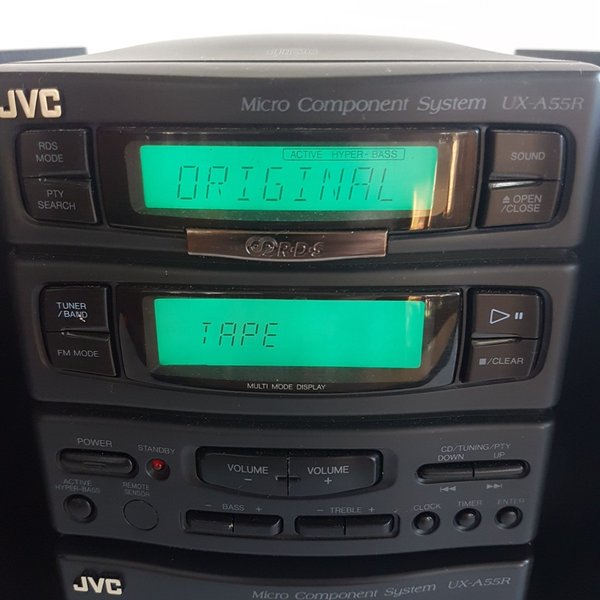 JVC
Micro Component System UX-A55R
RDS
MODE
ACTIVE HYPER-BASS
SOUND
ORIGINAL
PTY
SEARCH
OPEN
/CLOSE
R·D·S
TUNER
/BAND
TAPE
FM MODE
/CLEAR
MULTI MODE DISPLAY
POWER
STANDBY
VOLUME
−
VOLUME
+
CD/TUNING/PTY
DOWN UP
ACTIVE
HYPER-BASS
REMOTE
SENSOR
− BASS +
− TREBLE +
CLOCK
TIMER
ENTER
JVC
Micro Component System UX-A55R